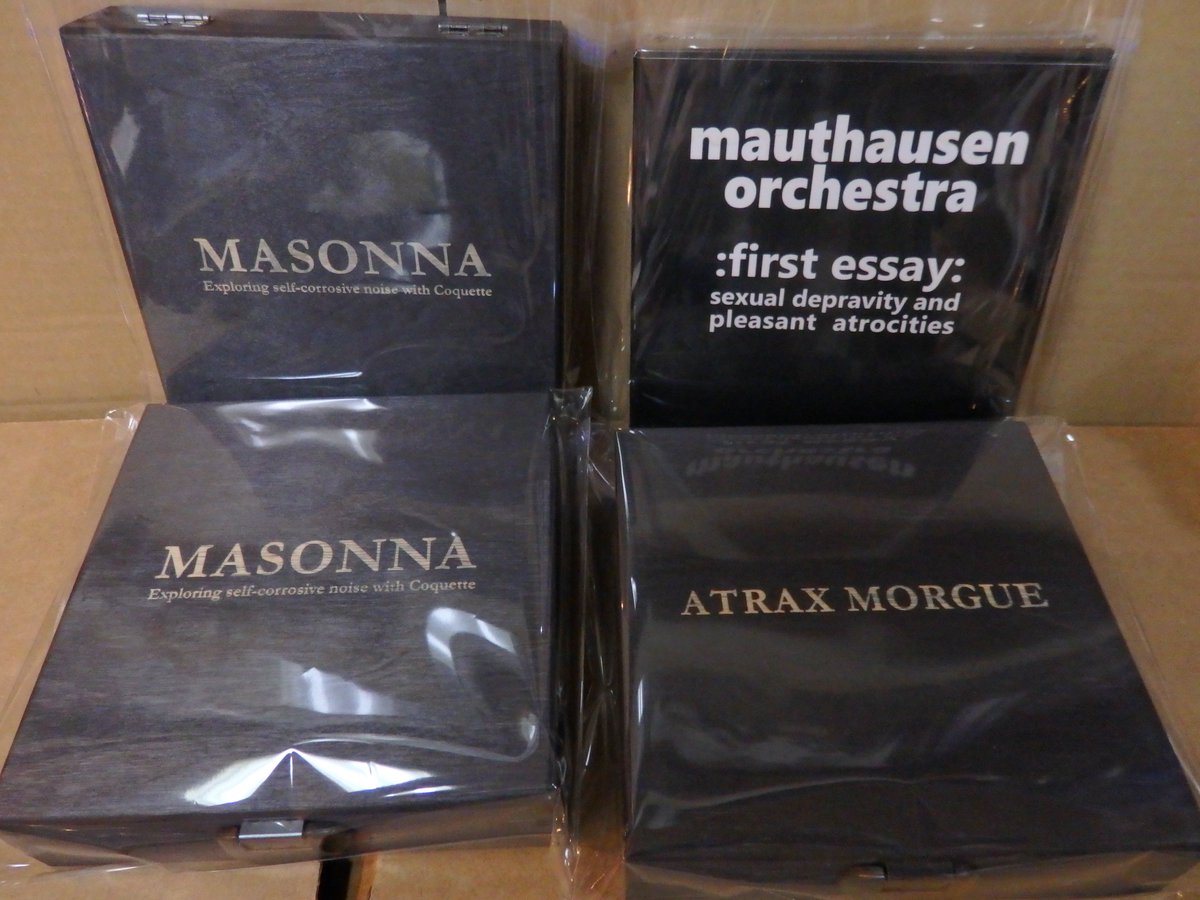 MASONNA
Exploring self-corrosive noise with Coquette
mauthausen
orchestra
:first essay:
sexual depravity and
pleasant atrocities
MASONNA
Exploring self-corrosive noise with Coquette
ATRAX MORGUE